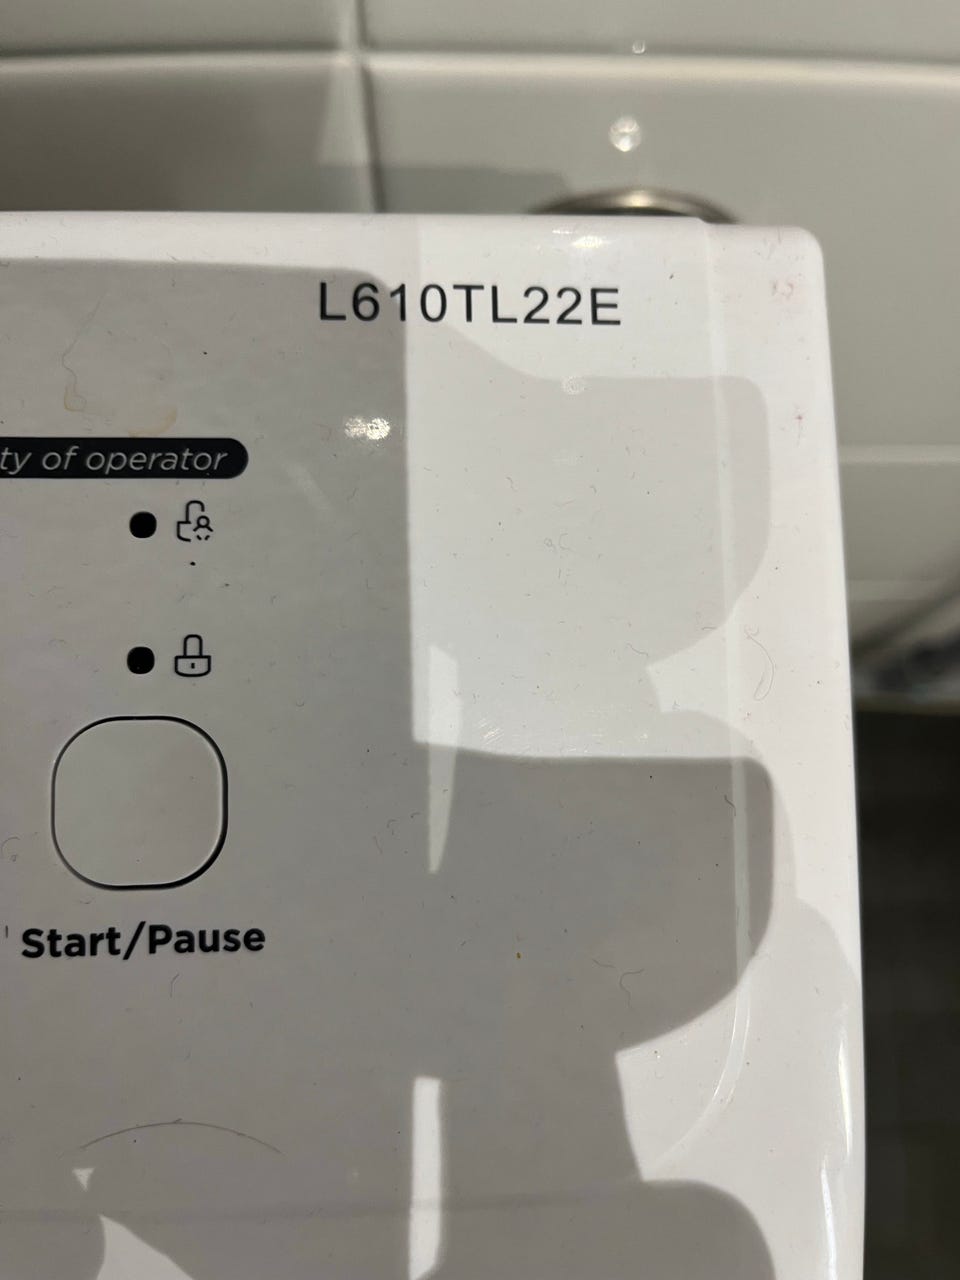 L610TL22E
ty of operator
Start/Pause